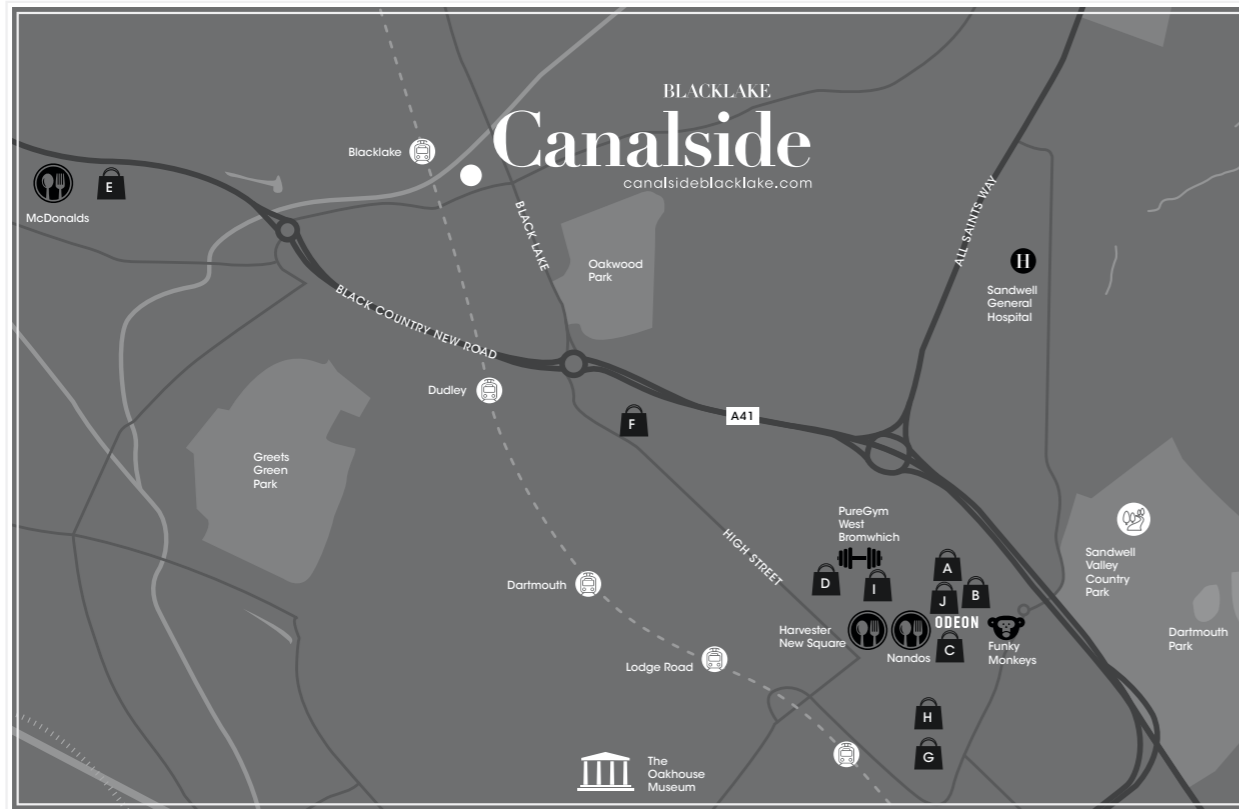 BLACKLAKE
Canalside
canalsideblacklake.com
Blacklake
E
McDonalds
BLACK LAKE
ALL SAINTS WAY
Oakwood
Park
H
Sandwell
General
Hospital
BLACK COUNTRY NEW ROAD
Dudley
F
A41
Greets
Green
Park
PureGym
West
Bromwhich
HIGH STREET
Sandwell
Valley
Country
Park
Dartmouth
D
I
A
J
B
ODEON
Harvester
New Square
Nandos
C
Funky
Monkeys
Dartmouth
Park
Lodge Road
H
G
The
Oakhouse
Museum